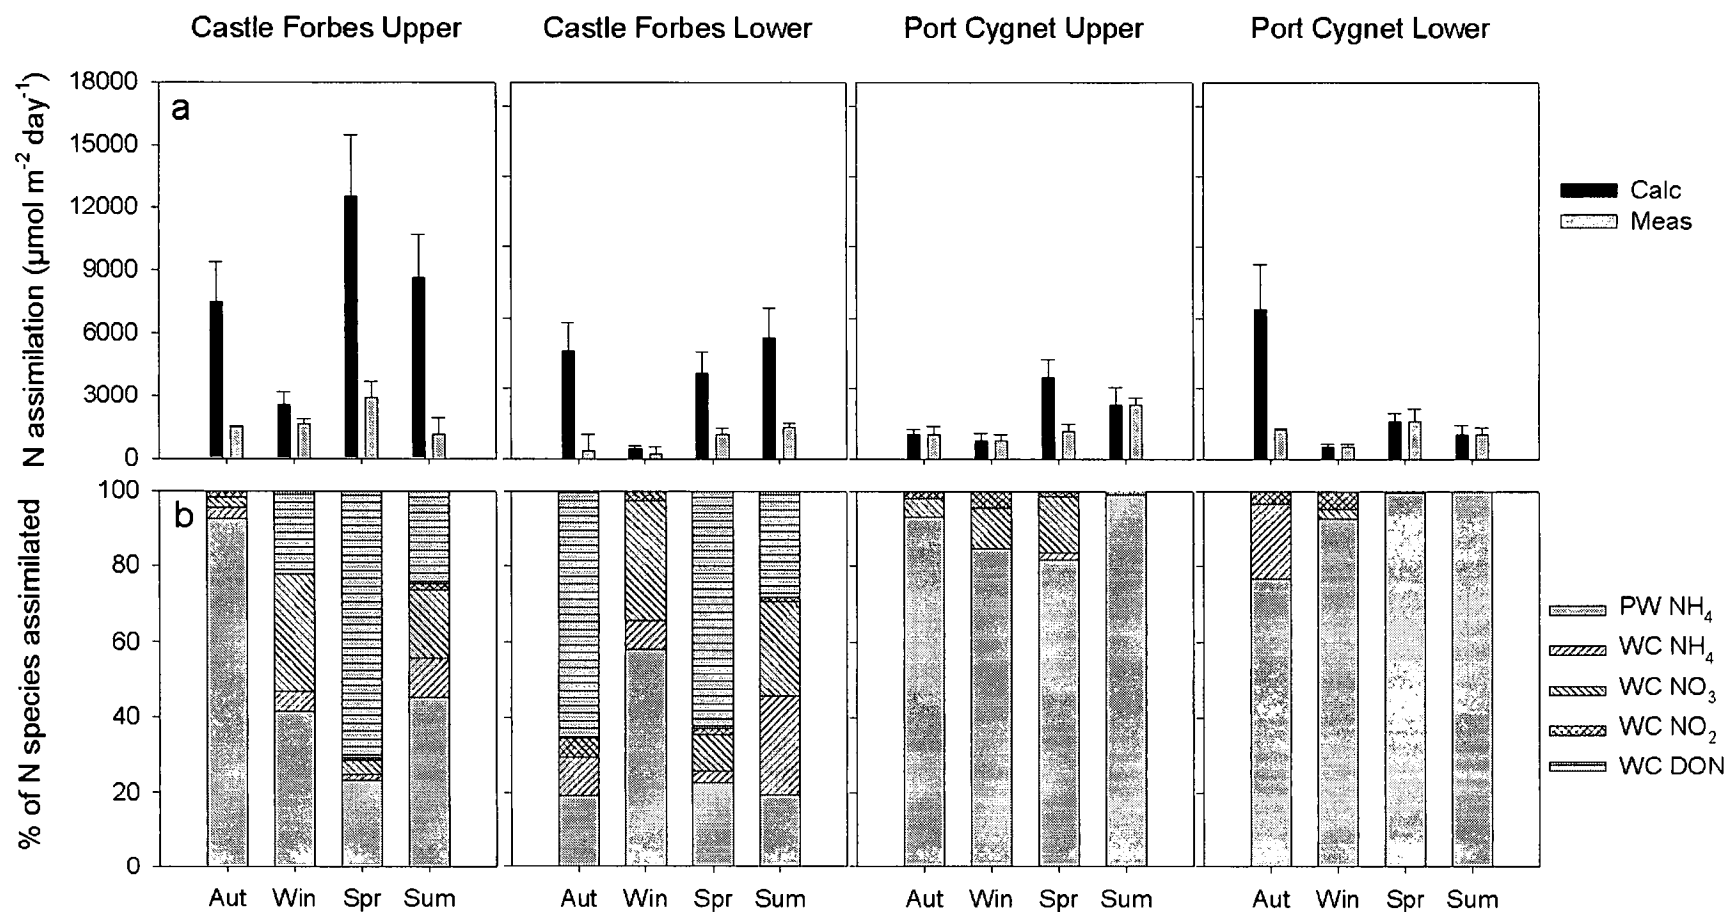 Castle Forbes Upper Castle Forbes Lower Port Cygnet Upper Port Cygnet Lower
N assimilation (µmol m⁻² day⁻¹)
18000
15000
12000
9000
6000
3000
0
a
Calc
Meas
% of N species assimilated
100
80
60
40
20
0
b
PW NH₄
WC NH₄
WC NO₃
WC NO₂
WC DON
Aut Win Spr Sum Aut Win Spr Sum Aut Win Spr Sum Aut Win Spr Sum